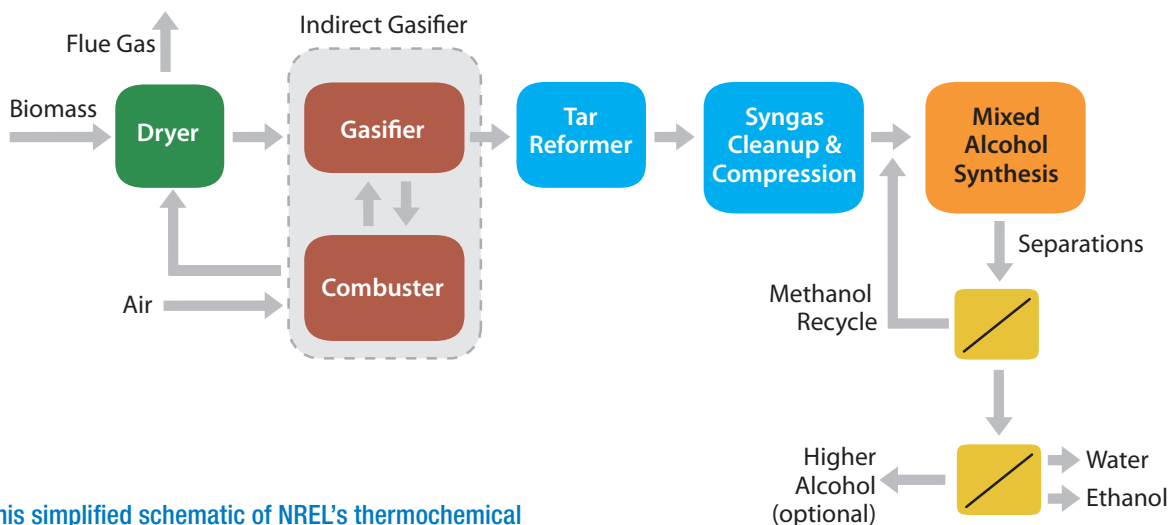 Indirect Gasifier
Flue Gas
Biomass
Dryer
Gasifier
Tar
Reformer
Syngas
Cleanup &
Compression
Mixed
Alcohol
Synthesis
Combuster
Air
Separations
Methanol
Recycle
Higher
Alcohol
(optional)
Water
Ethanol
his simplified schematic of NREL's thermochemical